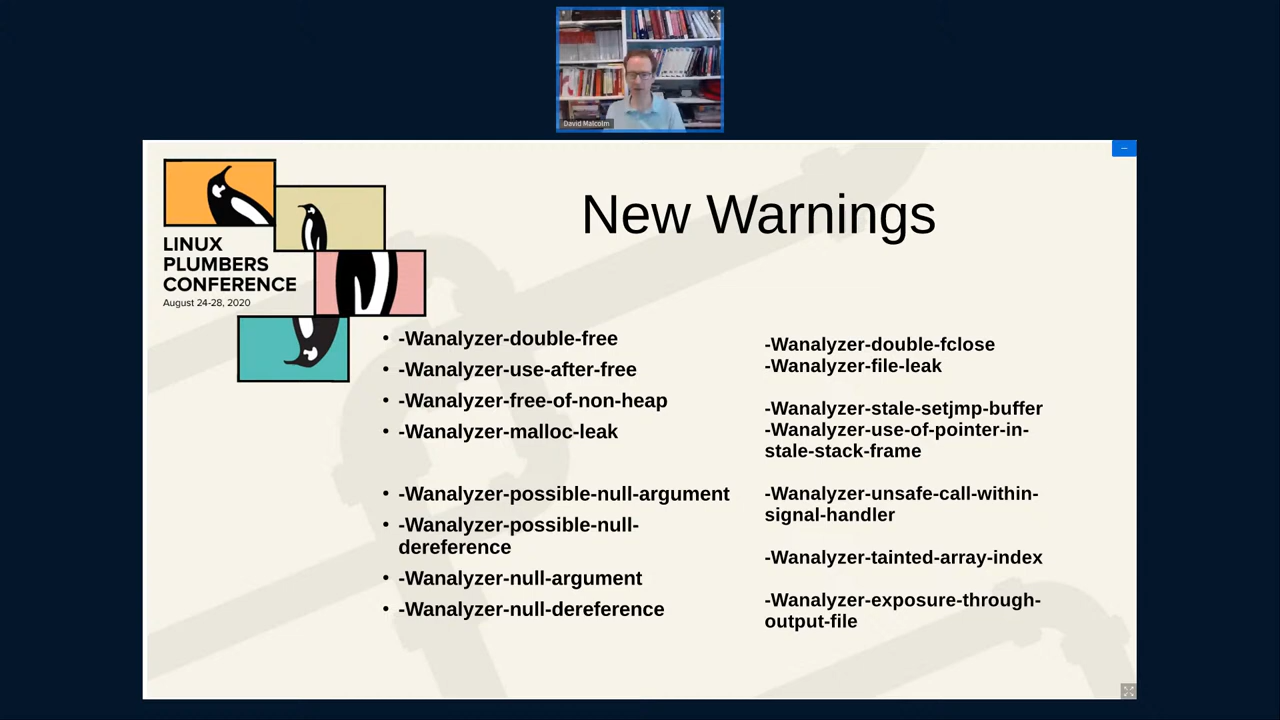 David Malcolm
New Warnings
LINUX
PLUMBERS
CONFERENCE
August 24-28, 2020
• -Wanalyzer-double-free
• -Wanalyzer-use-after-free
• -Wanalyzer-free-of-non-heap
• -Wanalyzer-malloc-leak
• -Wanalyzer-possible-null-argument
• -Wanalyzer-possible-null-
dereference
• -Wanalyzer-null-argument
• -Wanalyzer-null-dereference
-Wanalyzer-double-fclose
-Wanalyzer-file-leak
-Wanalyzer-stale-setjmp-buffer
-Wanalyzer-use-of-pointer-in-
stale-stack-frame
-Wanalyzer-unsafe-call-within-
signal-handler
-Wanalyzer-tainted-array-index
-Wanalyzer-exposure-through-
output-file